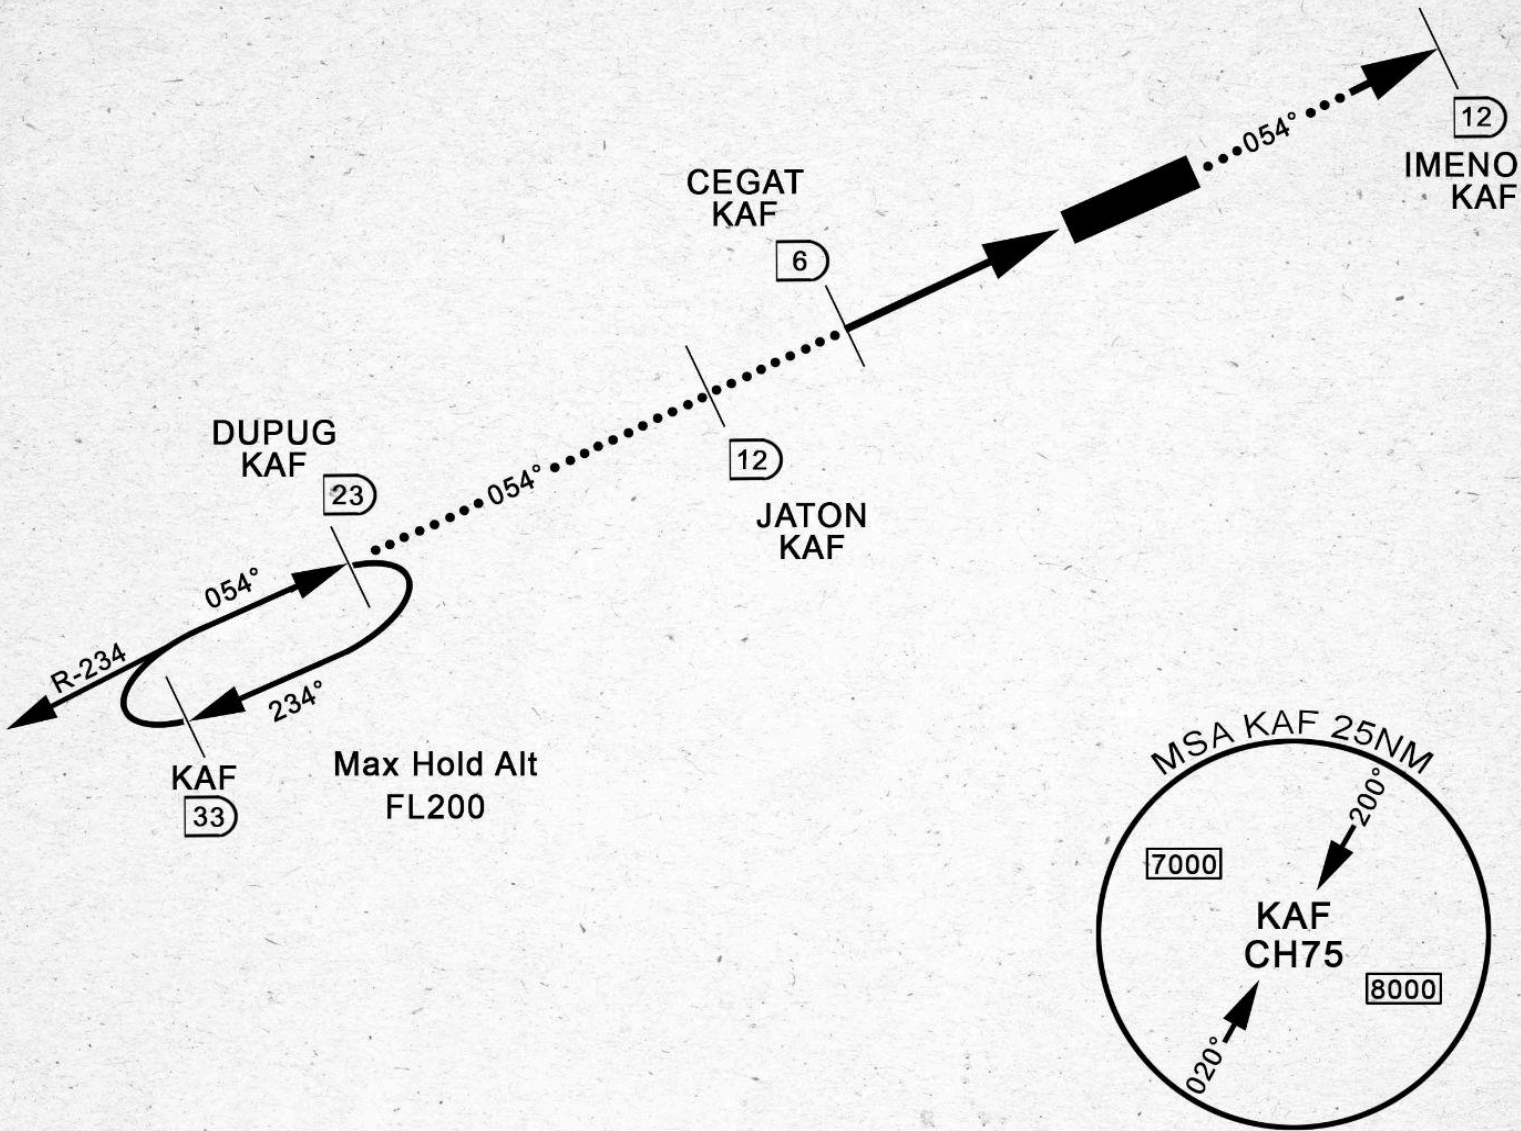 054°
12
IMENO
KAF
CEGAT
KAF
6
12
JATON
KAF
054°
DUPUG
KAF
23
054°
R-234
234°
KAF
33
Max Hold Alt
FL200
MSA KAF 25NM
200°
7000
KAF
CH75
8000
020°